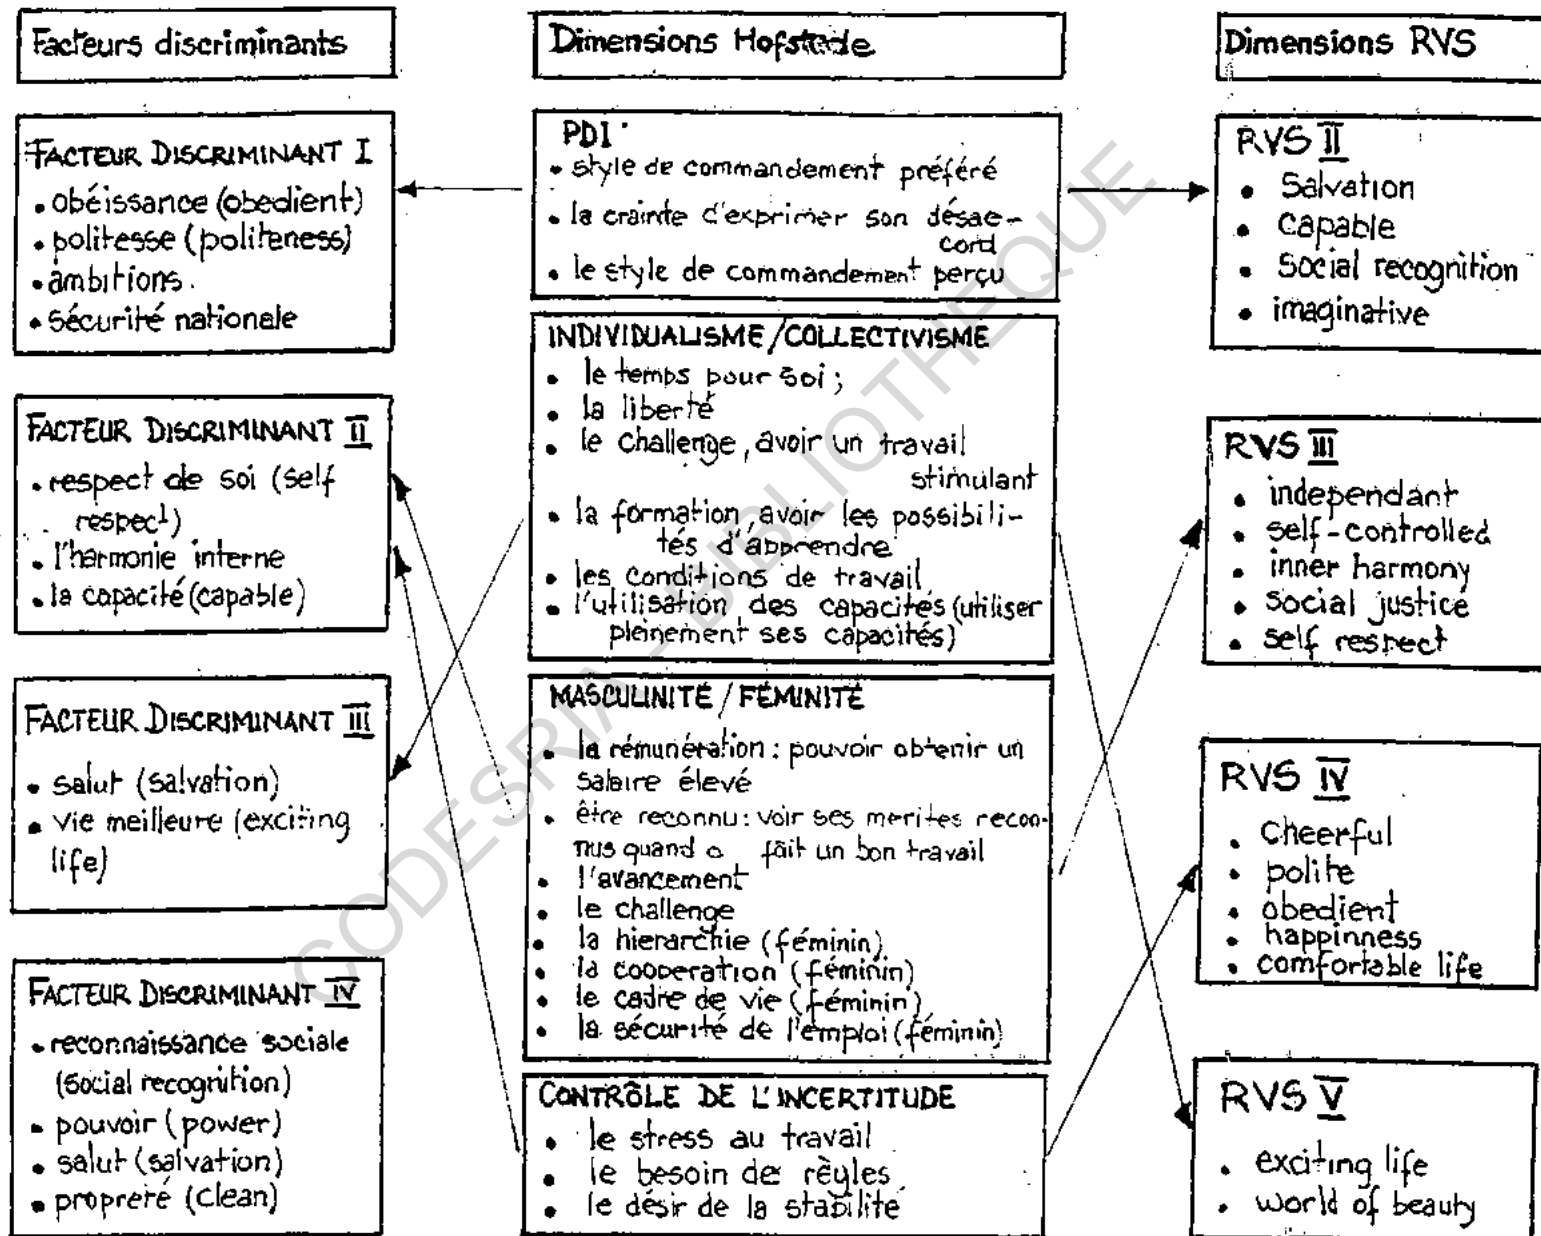 Facteurs discriminants
FACTEUR DISCRIMINANT I
• obéissance (obedient)
• politesse (politeness)
• ambitions.
• sécurité nationale
FACTEUR DISCRIMINANT II
• respect de soi (self
respect)
• l'harmonie interne
• la capacité (capable)
FACTEUR DISCRIMINANT III
• salut (salvation)
• vie meilleure (exciting
life)
FACTEUR DISCRIMINANT IV
• reconnaissance sociale
(social recognition)
• pouvoir (power)
• salut (salvation)
• propreté (clean)
Dimensions Hofstede
PDI
• style de commandement préféré
• la crainte d'exprimer son désac-
cord
• le style de commandement perçu
INDIVIDUALISME/COLLECTIVISME
• le temps pour soi;
• la liberté
• le challenge, avoir un travail
stimulant
• la formation, avoir les possibili-
tés d'apprendre
• les conditions de travail
• l'utilisation des capacités (utiliser
pleinement ses capacités)
MASCULINITÉ / FÉMINITÉ
• la rémunération: pouvoir obtenir un
salaire élevé
• être reconnu: voir ses merites recon-
nus quand o fait un bon travail
• l'avancement
• le challenge
• la hierarchie (féminin)
• la cooperation (féminin)
• le cadre de vie (féminin)
• la sécurité de l'emploi (féminin)
CONTRÔLE DE L'INCERTITUDE
• le stress au travail
• le besoin de règles
• le désir de la stabilité
Dimensions RVS
RVS II
• Salvation
• capable
• social recognition
• imaginative
RVS III
• independant
• self-controlled
• inner harmony
• social justice
• self respect
RVS IV
• cheerful
• polite
• obedient
• happinness
• comfortable life
RVS V
• exciting life
• world of beauty
CODESRIA - BIBLIOTHEQUE